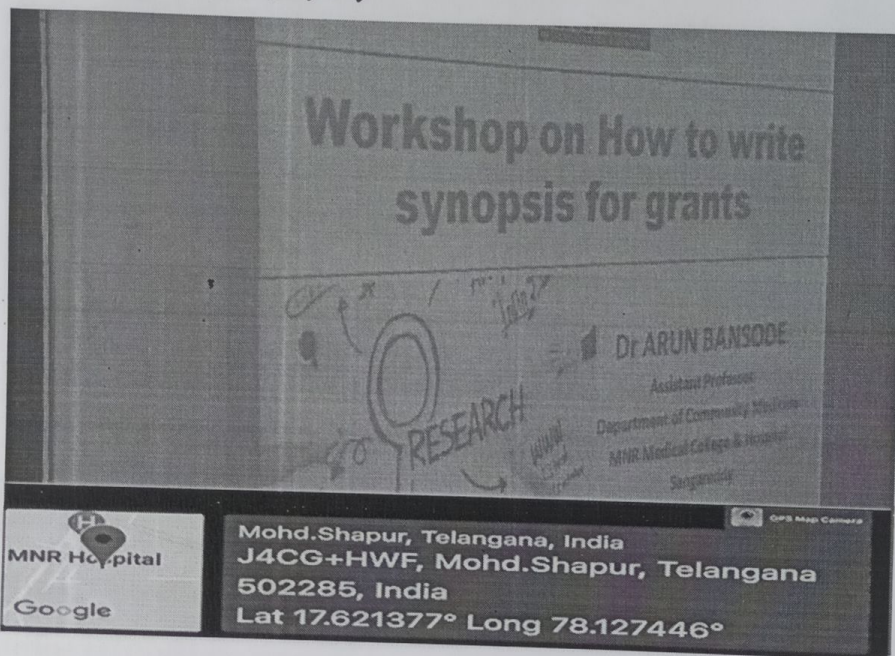 Workshop on How to write
synopsis for grants
Dr ARUN BANSODE
Assistant Professor
Department of Community Medicine
MNR Medical College & Hospital
Sangareddy
RESEARCH
WWW
MNR Hospital
Google
GPS Map Camera
Mohd.Shapur, Telangana, India
J4CG+HWF, Mohd.Shapur, Telangana
502285, India
Lat 17.621377° Long 78.127446°